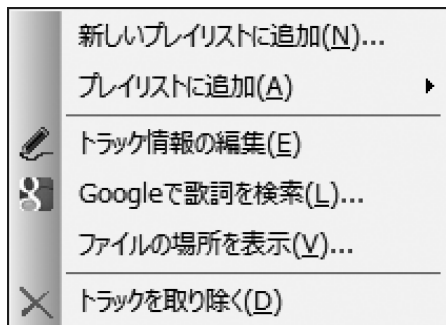 新しいプレイリストに追加(N)...
プレイリストに追加(A)
トラック情報の編集(E)
Googleで歌詞を検索(L)...
ファイルの場所を表示(V)...
トラックを取り除く(D)